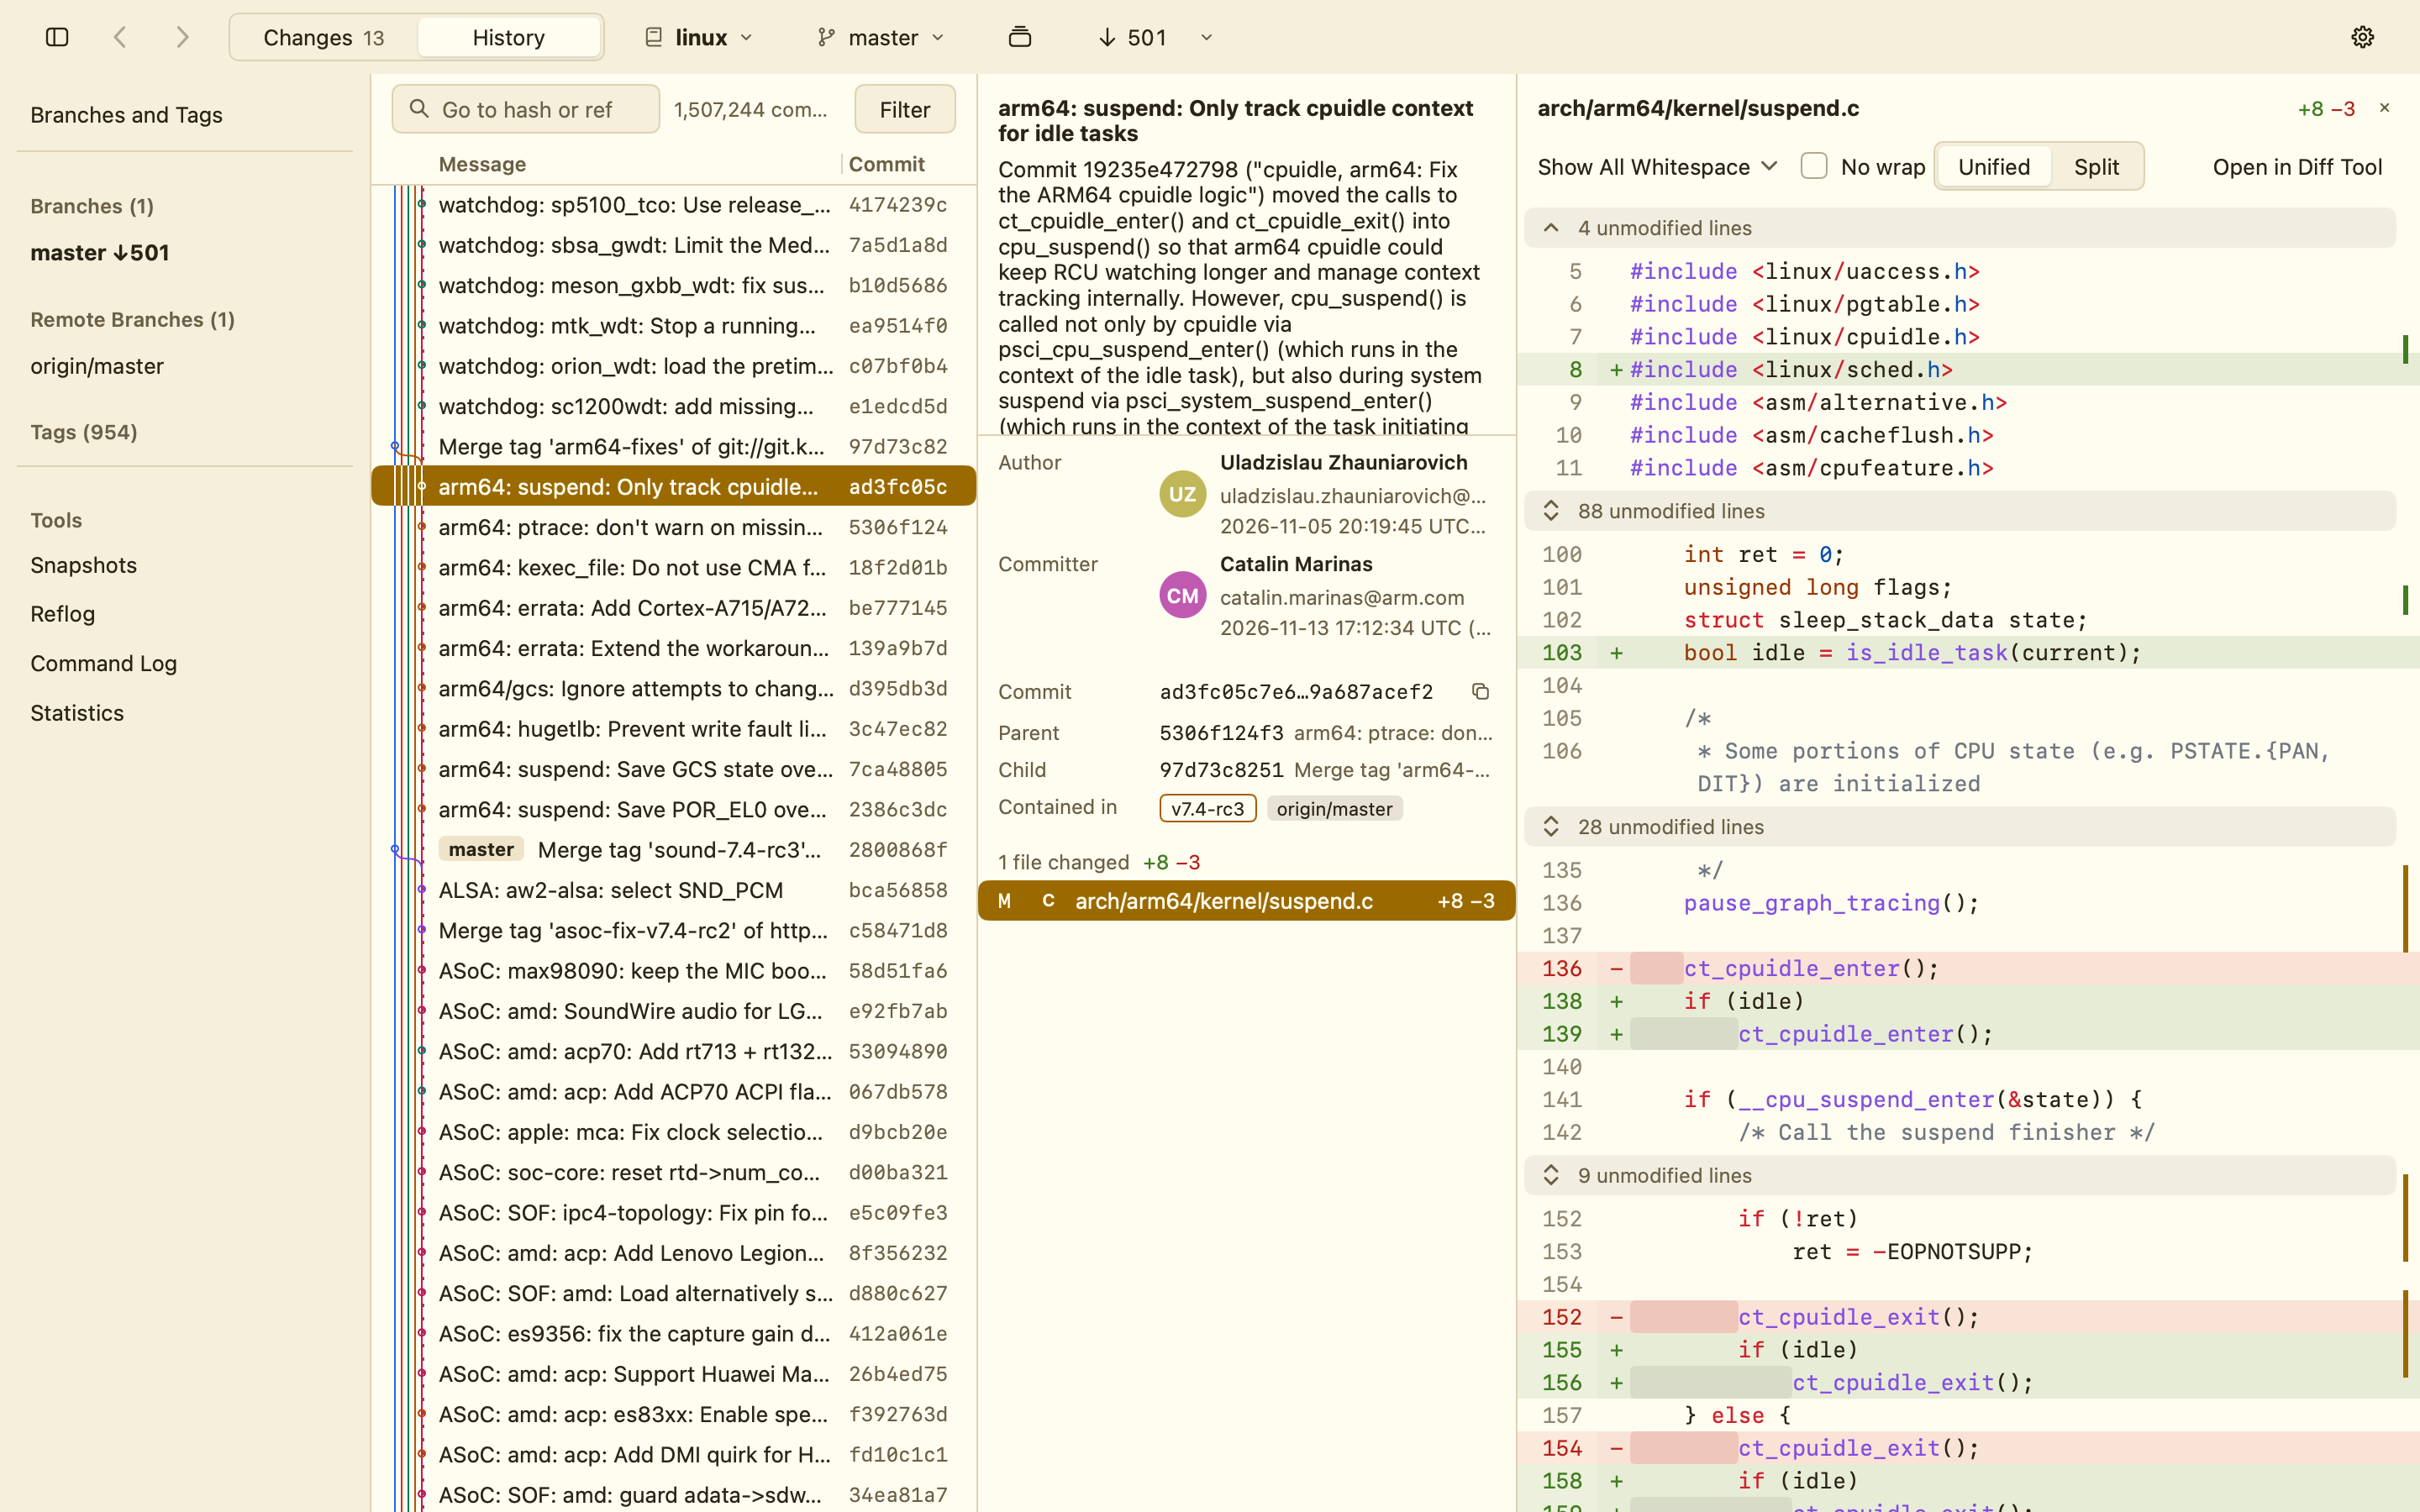 Changes 13
History
linux
master
501
Branches and Tags
Branches (1)
master ↓501
Remote Branches (1)
origin/master
Tags (954)
Tools
Snapshots
Reflog
Command Log
Statistics
Go to hash or ref
1,507,244 com...
Filter
Message Commit
watchdog: sp5100_tco: Use release_... 4174239c
watchdog: sbsa_gwdt: Limit the Med... 7a5d1a8d
watchdog: meson_gxbb_wdt: fix sus... b10d5686
watchdog: mtk_wdt: Stop a running... ea9514f0
watchdog: orion_wdt: load the pretim... c07bf0b4
watchdog: sc1200wdt: add missing... e1edcd5d
Merge tag 'arm64-fixes' of git://git.k... 97d73c82
arm64: suspend: Only track cpuidle... ad3fc05c
arm64: ptrace: don't warn on missin... 5306f124
arm64: kexec_file: Do not use CMA f... 18f2d01b
arm64: errata: Add Cortex-A715/A72... be777145
arm64: errata: Extend the workaroun... 139a9b7d
arm64/gcs: Ignore attempts to chang... d395db3d
arm64: hugetlb: Prevent write fault li... 3c47ec82
arm64: suspend: Save GCS state ove... 7ca48805
arm64: suspend: Save POR_EL0 ove... 2386c3dc
master Merge tag 'sound-7.4-rc3'... 2800868f
ALSA: aw2-alsa: select SND_PCM bca56858
Merge tag 'asoc-fix-v7.4-rc2' of http... c58471d8
ASoC: max98090: keep the MIC boo... 58d51fa6
ASoC: amd: SoundWire audio for LG... e92fb7ab
ASoC: amd: acp70: Add rt713 + rt132... 53094890
ASoC: amd: acp: Add ACP70 ACPI fla... 067db578
ASoC: apple: mca: Fix clock selectio... d9bcb20e
ASoC: soc-core: reset rtd->num_co... d00ba321
ASoC: SOF: ipc4-topology: Fix pin fo... e5c09fe3
ASoC: amd: acp: Add Lenovo Legion... 8f356232
ASoC: SOF: amd: Load alternatively s... d880c627
ASoC: es9356: fix the capture gain d... 412a061e
ASoC: amd: acp: Support Huawei Ma... 26b4ed75
ASoC: amd: acp: es83xx: Enable spe... f392763d
ASoC: amd: acp: Add DMI quirk for H... fd10c1c1
ASoC: SOF: amd: guard adata->sdw... 34ea81a7
arm64: suspend: Only track cpuidle context
for idle tasks
Commit 19235e472798 ("cpuidle, arm64: Fix
the ARM64 cpuidle logic") moved the calls to
ct_cpuidle_enter() and ct_cpuidle_exit() into
cpu_suspend() so that arm64 cpuidle could
keep RCU watching longer and manage context
tracking internally. However, cpu_suspend() is
called not only by cpuidle via
psci_cpu_suspend_enter() (which runs in the
context of the idle task), but also during system
suspend via psci_system_suspend_enter()
(which runs in the context of the task initiating
Author
UZ
Uladzislau Zhauniarovich
uladzislau.zhauniarovich@...
2026-11-05 20:19:45 UTC...
Committer
CM
Catalin Marinas
catalin.marinas@arm.com
2026-11-13 17:12:34 UTC (...
Commit ad3fc05c7e6…9a687acef2
Parent 5306f124f3 arm64: ptrace: don...
Child 97d73c8251 Merge tag 'arm64-...
Contained in v7.4-rc3 origin/master
1 file changed +8 −3
M C arch/arm64/kernel/suspend.c +8 −3
arch/arm64/kernel/suspend.c +8 −3 ×
Show All Whitespace No wrap Unified Split Open in Diff Tool
4 unmodified lines
5 #include <linux/uaccess.h>
6 #include <linux/pgtable.h>
7 #include <linux/cpuidle.h>
8 + #include <linux/sched.h>
9 #include <asm/alternative.h>
10 #include <asm/cacheflush.h>
11 #include <asm/cpufeature.h>
88 unmodified lines
100 int ret = 0;
101 unsigned long flags;
102 struct sleep_stack_data state;
103 + bool idle = is_idle_task(current);
104
105 /*
106 * Some portions of CPU state (e.g. PSTATE.{PAN,
DIT}) are initialized
28 unmodified lines
135 */
136 pause_graph_tracing();
137
136 − ct_cpuidle_enter();
138 + if (idle)
139 + ct_cpuidle_enter();
140
141 if (__cpu_suspend_enter(&state)) {
142 /* Call the suspend finisher */
9 unmodified lines
152 if (!ret)
153 ret = −EOPNOTSUPP;
154
152 − ct_cpuidle_exit();
155 + if (idle)
156 + ct_cpuidle_exit();
157 } else {
154 − ct_cpuidle_exit();
158 + if (idle)
159 + ct_cpuidle_exit();